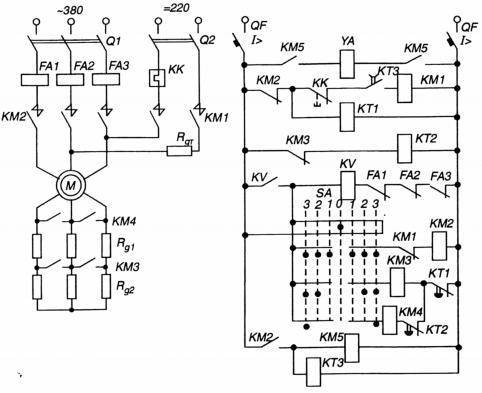 ~380 =220 QF QF
Q1 Q2 I> KM5 YA KM5 I>
FA1 FA2 FA3 KK KM2 KK KT3 KM1
KM2 KM1 KT1
Rgт KM3 KT2
M KV KV FA1 FA2 FA3
SA
KM4 3 2 1 0 1 2 3
Rg1 KM1 KM2
KM3 KM3 KT1
Rg2 KM4
KT2
KM2 KM5
KT3